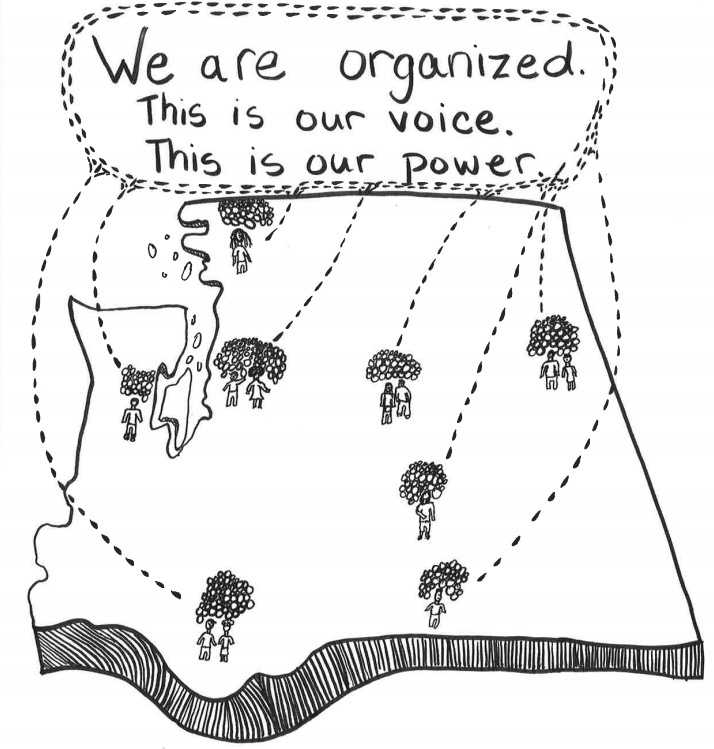 We are organized.
This is our voice.
This is our power.